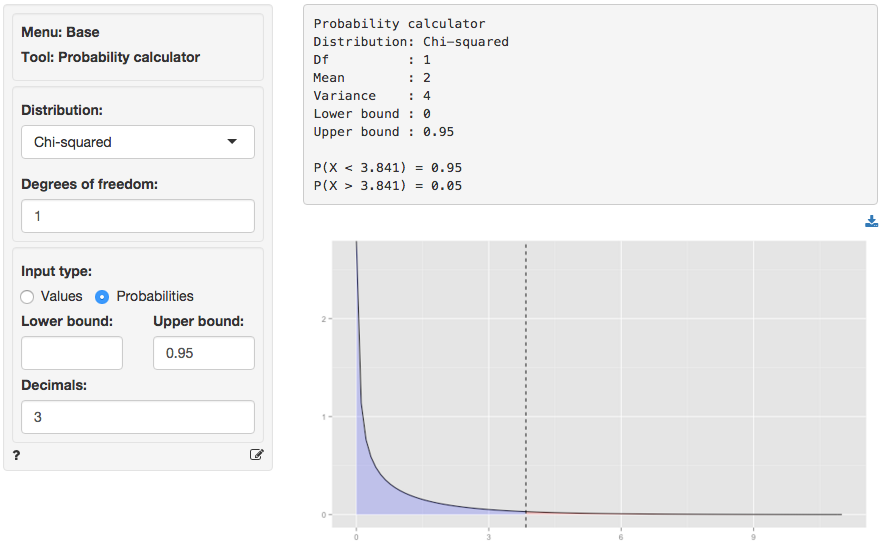 Menu: Base
Tool: Probability calculator
Distribution:
Chi-squared
Degrees of freedom:
1
Input type:
Values Probabilities
Lower bound: Upper bound:
0.95
Decimals:
3
?
Probability calculator
Distribution: Chi-squared
Df : 1
Mean : 2
Variance : 4
Lower bound : 0
Upper bound : 0.95
P(X < 3.841) = 0.95
P(X > 3.841) = 0.05
2
1
0
0 3 6 9